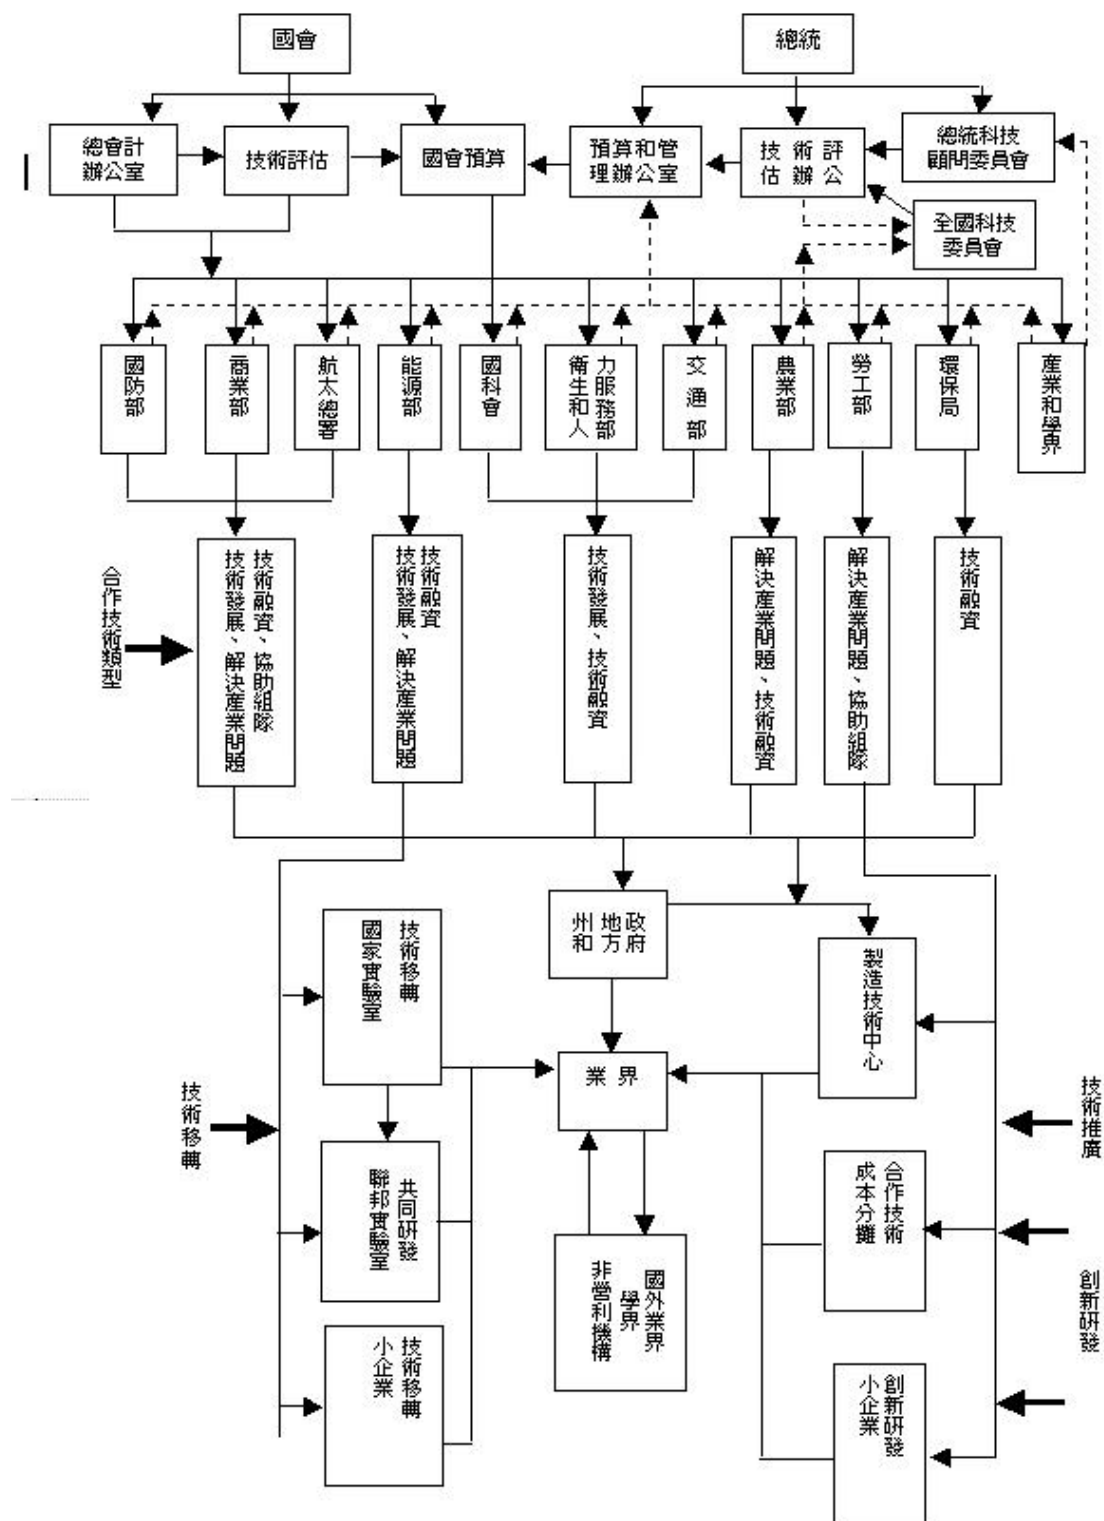 國會
總統
總會計
辦公室
技術評估
國會預算
預算和管
理辦公室
技術評
估辦公
總統科技
顧問委員會
全國科技
委員會
國防部
商業部
航太總署
能源部
國科會
力服務部
衛生和人
交通部
農業部
勞工部
環保局
產業和學界
合作技術類型
技術融資、協助組隊
技術發展、解決產業問題
技術融資
技術發展、解決產業問題
技術發展、技術融資
解決產業問題、技術融資
解決產業問題、協助組隊
技術融資
州地政
和方府
技術移轉
國家實驗室
製造技術中心
業界
技術移轉
技術推廣
共同研發
聯邦實驗室
合作技術
成本分攤
國外業界
學界
非營利機構
創新研發
技術移轉
小企業
創新研發
小企業